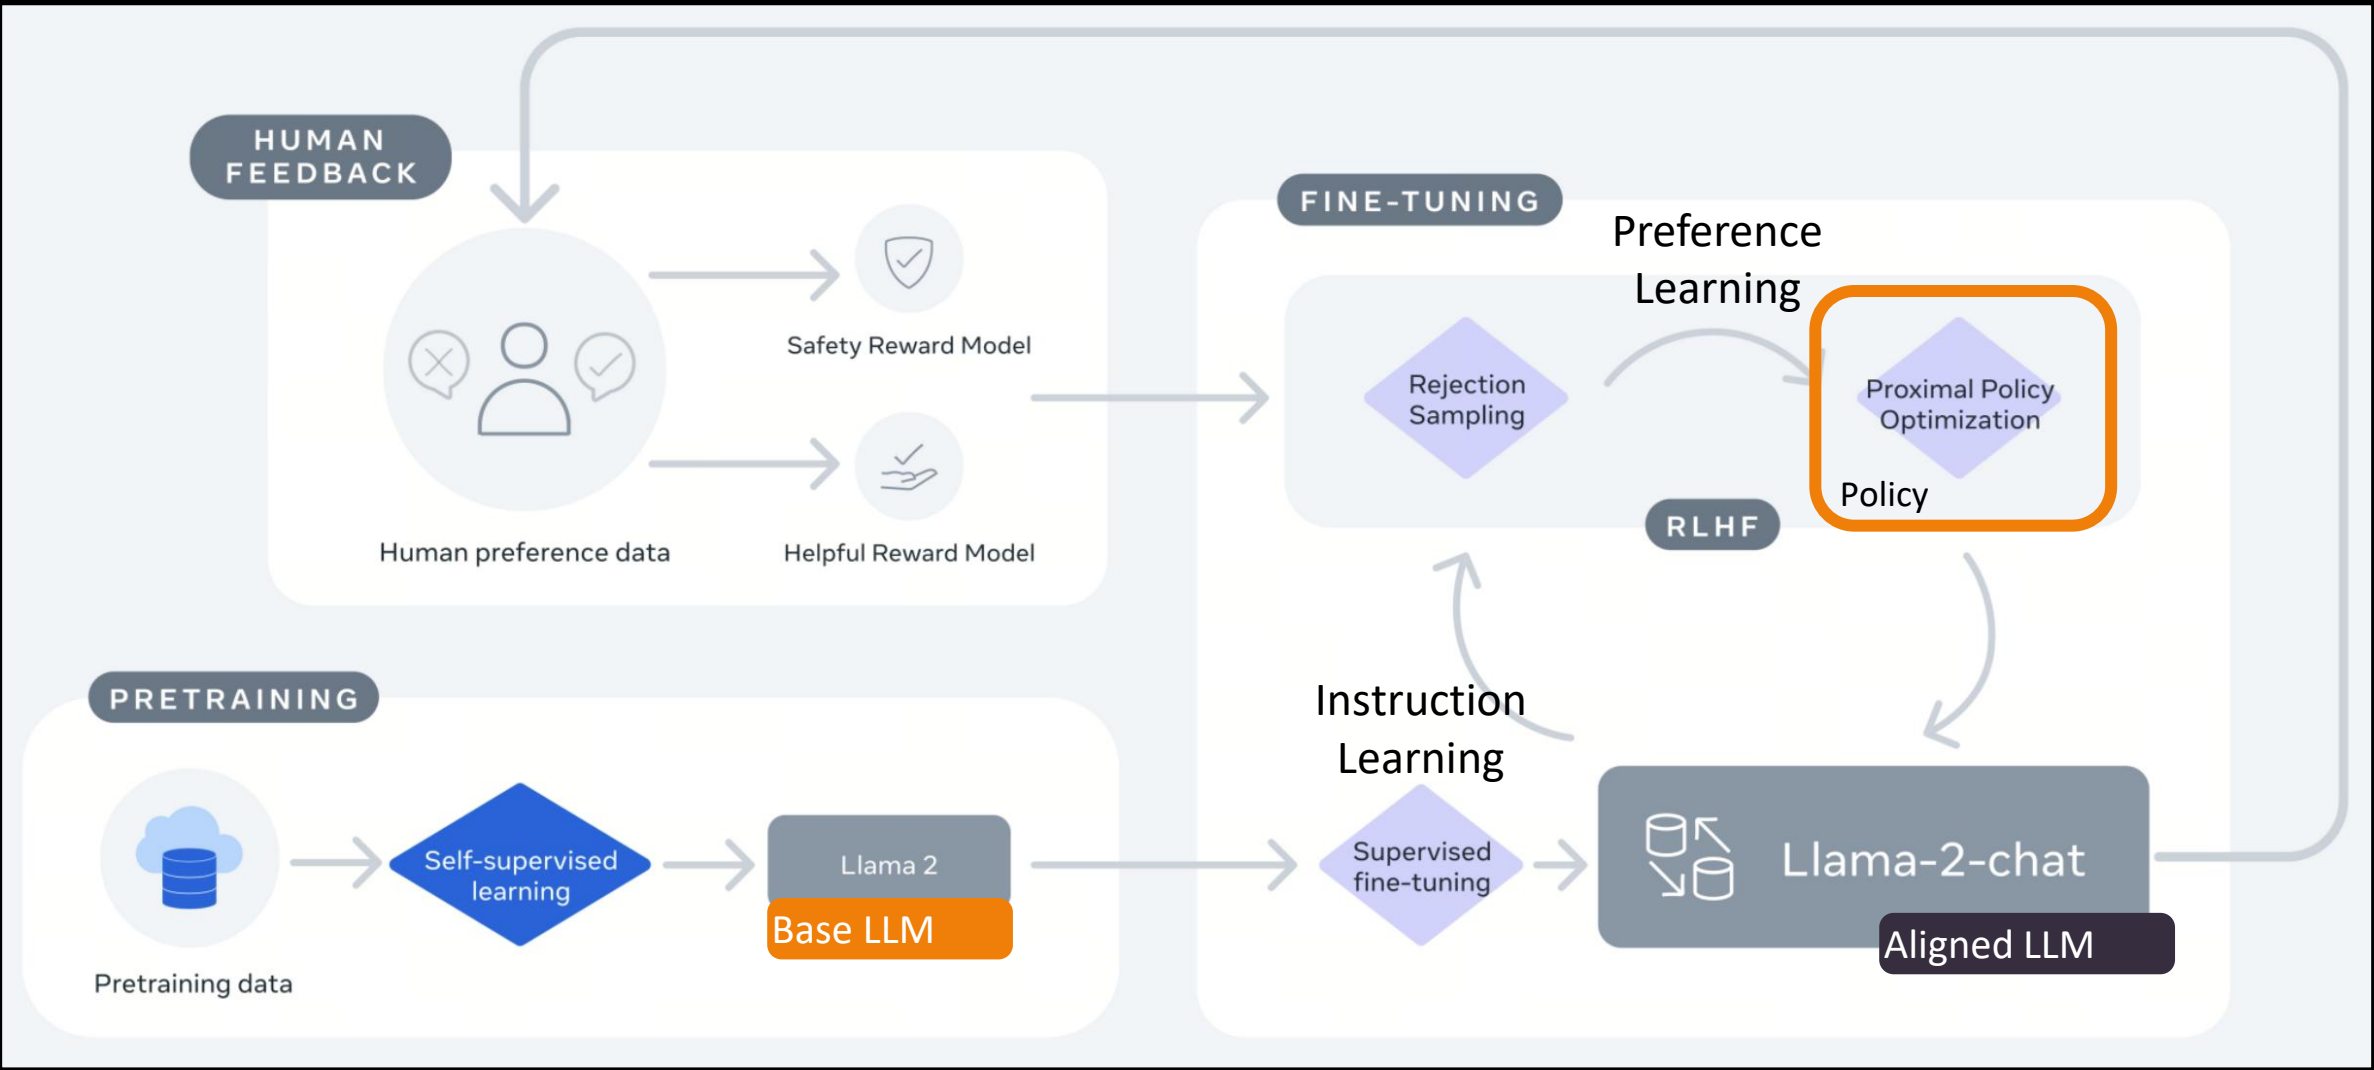 HUMAN
FEEDBACK
Safety Reward Model
Human preference data
Helpful Reward Model
FINE-TUNING
Preference
Learning
Rejection
Sampling
Proximal Policy
Optimization
Policy
RLHF
PRETRAINING
Pretraining data
Self-supervised
learning
Llama 2
Base LLM
Instruction
Learning
Supervised
fine-tuning
Llama-2-chat
Aligned LLM